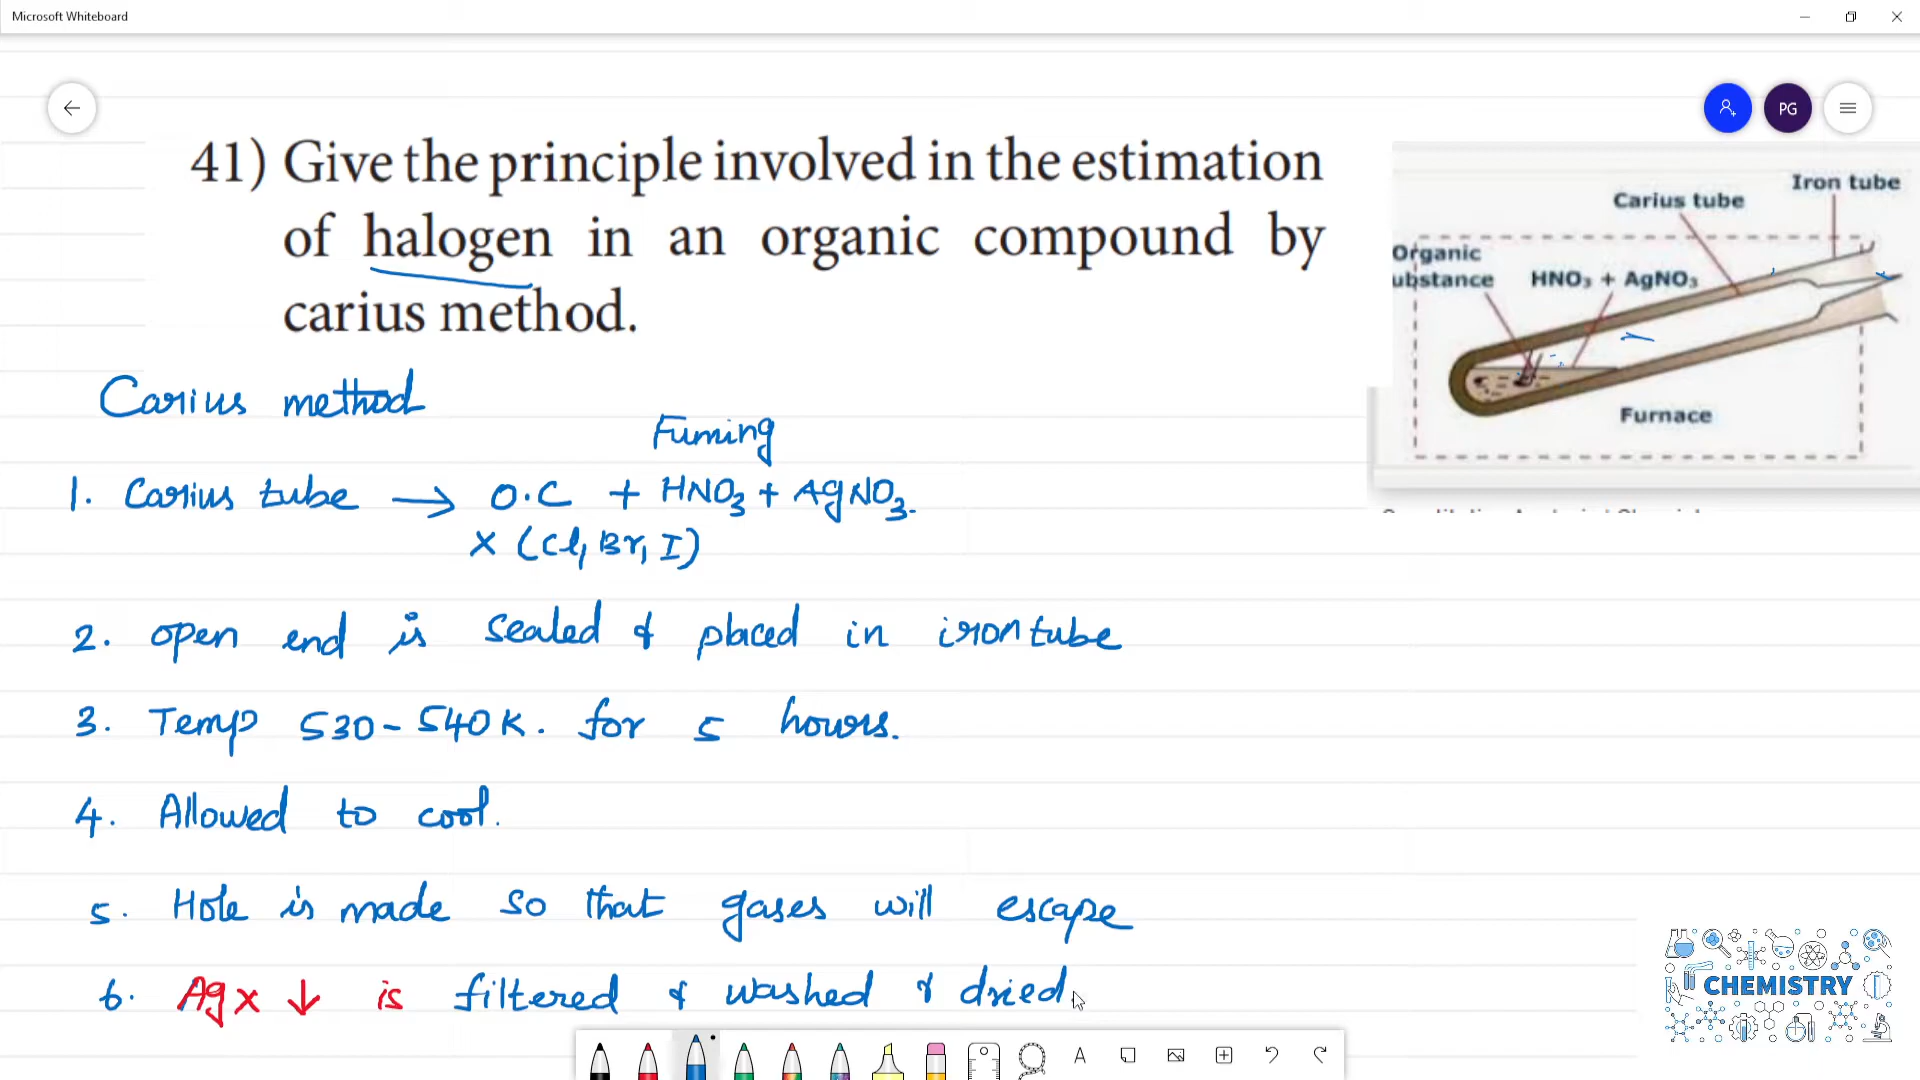 Microsoft Whiteboard
PG
41) Give the principle involved in the estimation
of halogen in an organic compound by
carius method.
Iron tube
Carius tube
Organic
ubstance
HNO₃ + AgNO₃
Furnace
Carius method
Fuming
1. Carius tube → O.C + HNO₃ + AgNO₃.
X (Cl, Br, I)
2. open end is sealed & placed in iron tube
3. Temp 530-540K. for 5 hours.
4. Allowed to cool.
5. Hole is made so that gases will escape
6. AgX ↓ is filtered & washed & dried
CHEMISTRY
A